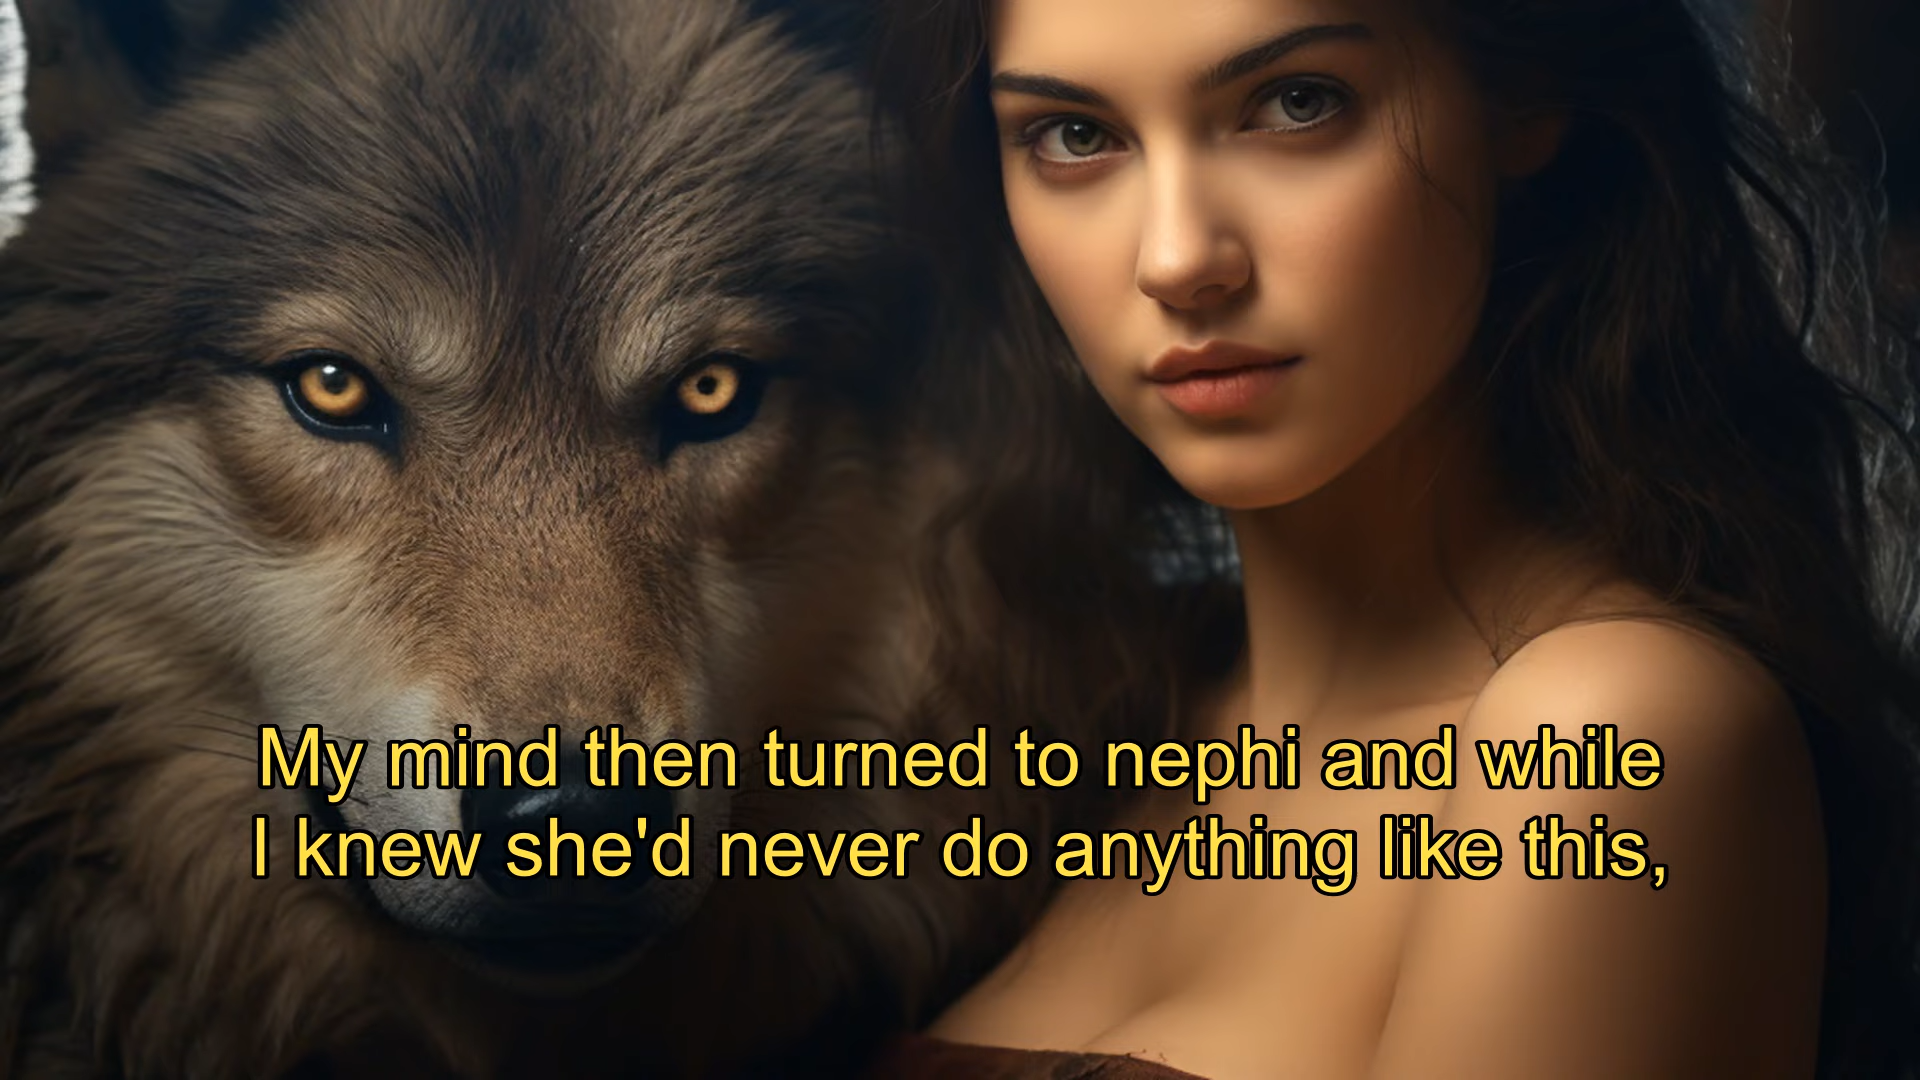 My mind then turned to nephi and while
I knew she'd never do anything like this,